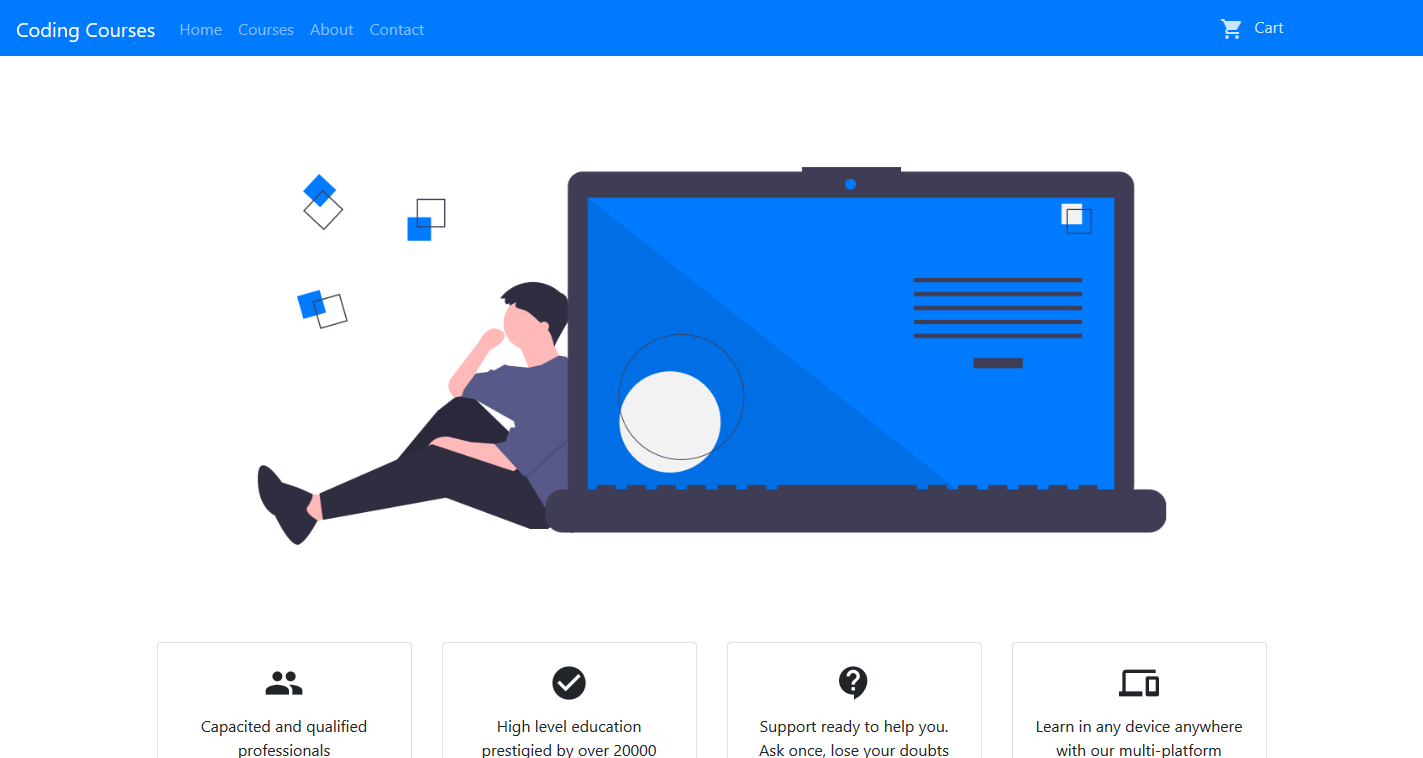 Coding Courses Home Courses About Contact Cart
Capacited and qualified
professionals
High level education
prestigied by over 20000
Support ready to help you.
Ask once, lose your doubts
Learn in any device anywhere
with our multi-platform